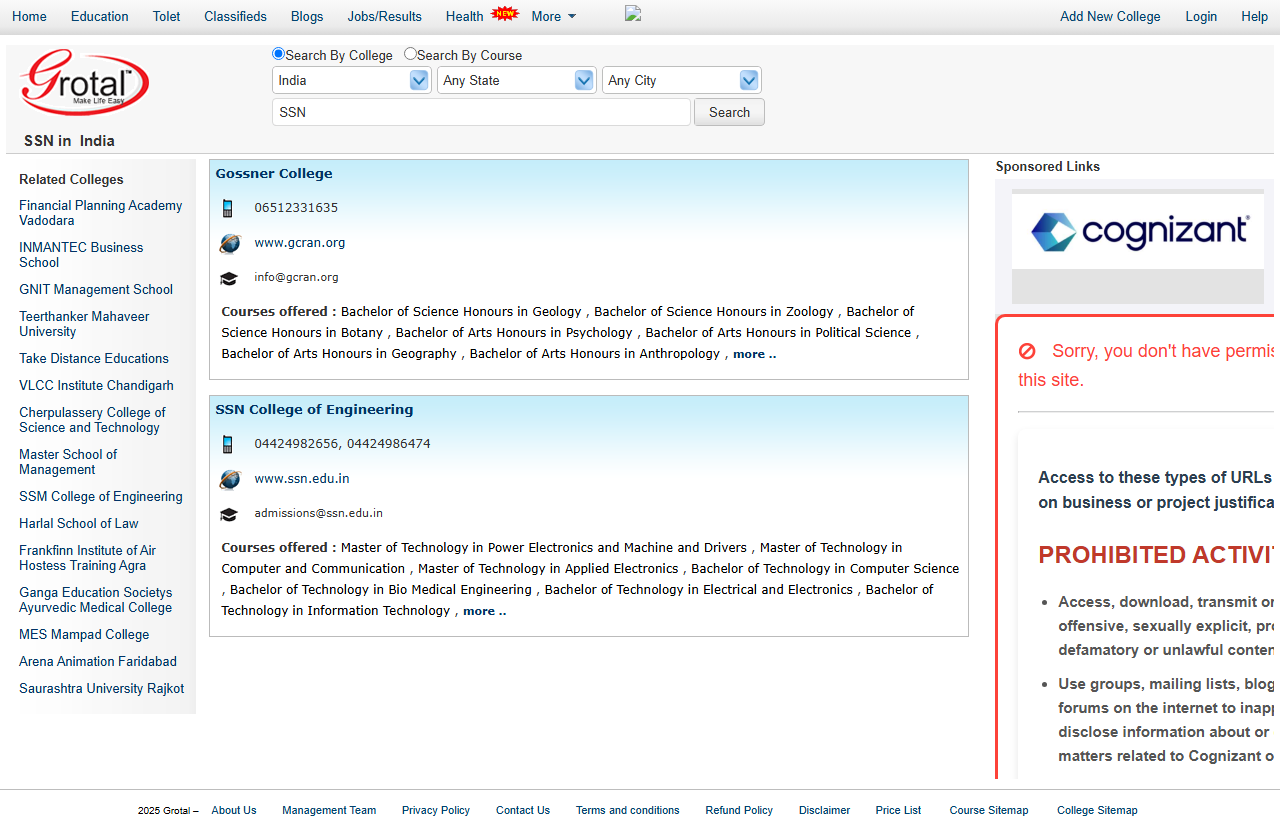 Home Education Tolet Classifieds Blogs Jobs/Results Health NEW More Add New College Login Help
Grotal™
Make Life Easy
Search By College Search By Course
India Any State Any City
SSN Search
SSN in India
Related Colleges
Financial Planning Academy
Vadodara
INMANTEC Business
School
GNIT Management School
Teerthanker Mahaveer
University
Take Distance Educations
VLCC Institute Chandigarh
Cherpulassery College of
Science and Technology
Master School of
Management
SSM College of Engineering
Harlal School of Law
Frankfinn Institute of Air
Hostess Training Agra
Ganga Education Societys
Ayurvedic Medical College
MES Mampad College
Arena Animation Faridabad
Saurashtra University Rajkot
Gossner College
06512331635
www.gcran.org
info@gcran.org
Courses offered : Bachelor of Science Honours in Geology , Bachelor of Science Honours in Zoology , Bachelor of
Science Honours in Botany , Bachelor of Arts Honours in Psychology , Bachelor of Arts Honours in Political Science ,
Bachelor of Arts Honours in Geography , Bachelor of Arts Honours in Anthropology , more ..
SSN College of Engineering
04424982656, 04424986474
www.ssn.edu.in
admissions@ssn.edu.in
Courses offered : Master of Technology in Power Electronics and Machine and Drivers , Master of Technology in
Computer and Communication , Master of Technology in Applied Electronics , Bachelor of Technology in Computer Science
, Bachelor of Technology in Bio Medical Engineering , Bachelor of Technology in Electrical and Electronics , Bachelor of
Technology in Information Technology , more ..
Sponsored Links
cognizant
Sorry, you don't have permis
this site.
Access to these types of URLs
on business or project justifica
PROHIBITED ACTIVIT
• Access, download, transmit or
offensive, sexually explicit, pro
defamatory or unlawful conten
• Use groups, mailing lists, blog
forums on the internet to inapp
disclose information about or
matters related to Cognizant o
2025 Grotal – About Us Management Team Privacy Policy Contact Us Terms and conditions Refund Policy Disclaimer Price List Course Sitemap College Sitemap